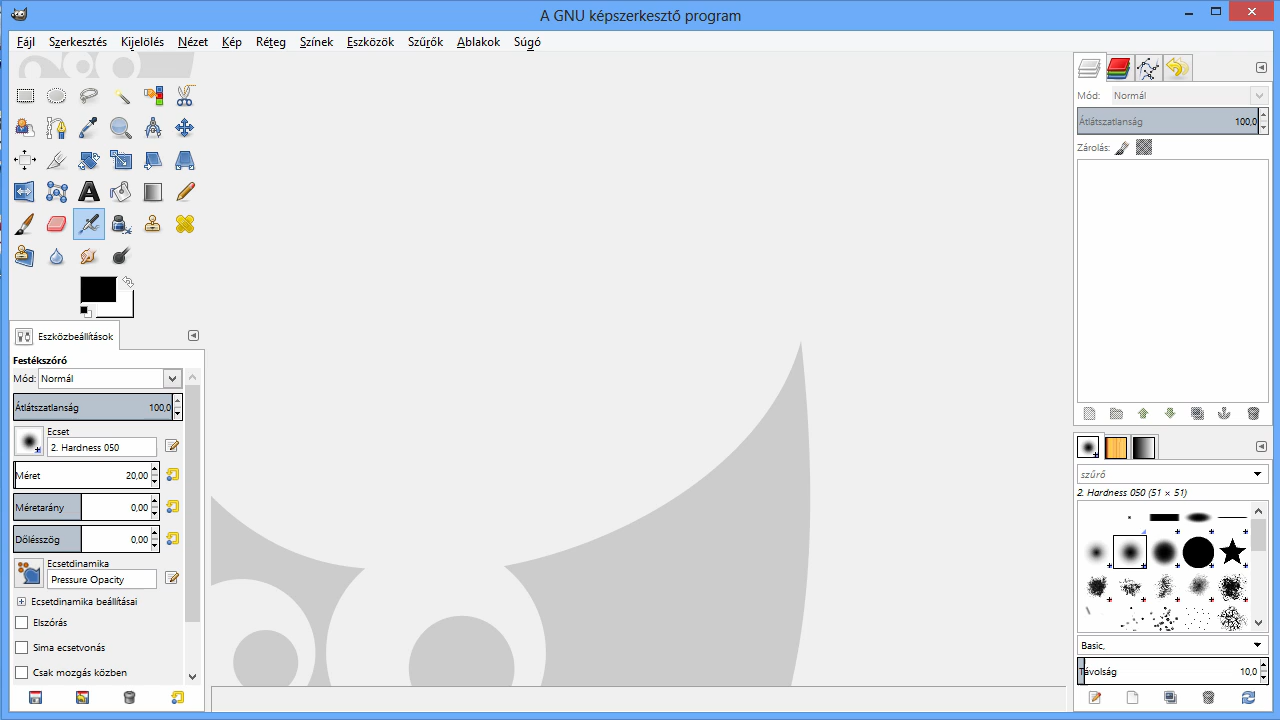 A GNU képszerkesztő program
Fájl Szerkesztés Kijelölés Nézet Kép Réteg Színek Eszközök Szűrők Ablakok Súgó
Eszközbeállítások
Festékszóró
Mód: Normál
Átlátszatlanság 100,0
Ecset
2. Hardness 050
Méret 20,00
Méretarány 0,00
Dőlésszög 0,00
Ecsetdinamika
Pressure Opacity
Ecsetdinamika beállításai
Elszórás
Sima ecsetvonás
Csak mozgás közben
Mód: Normál
Átlátszatlanság 100,0
Zárolás:
szűrő
2. Hardness 050 (51 × 51)
Basic,
Távolság 10,0